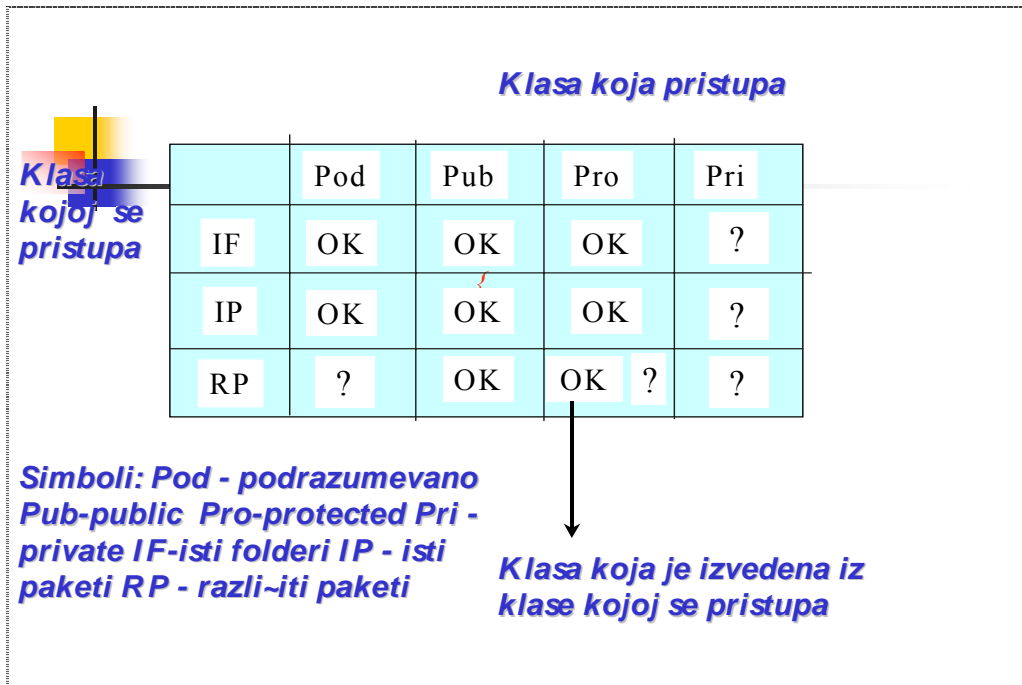 Klasa koja pristupa
Klasa
kojoj se
pristupa
Pod Pub Pro Pri
IF OK OK OK ?
{
IP OK OK OK ?
RP ? OK OK ? ?
Simboli: Pod - podrazumevano
Pub-public Pro-protected Pri -
private IF-isti folderi IP - isti
paketi RP - razli~iti paketi
Klasa koja je izvedena iz
klase kojoj se pristupa